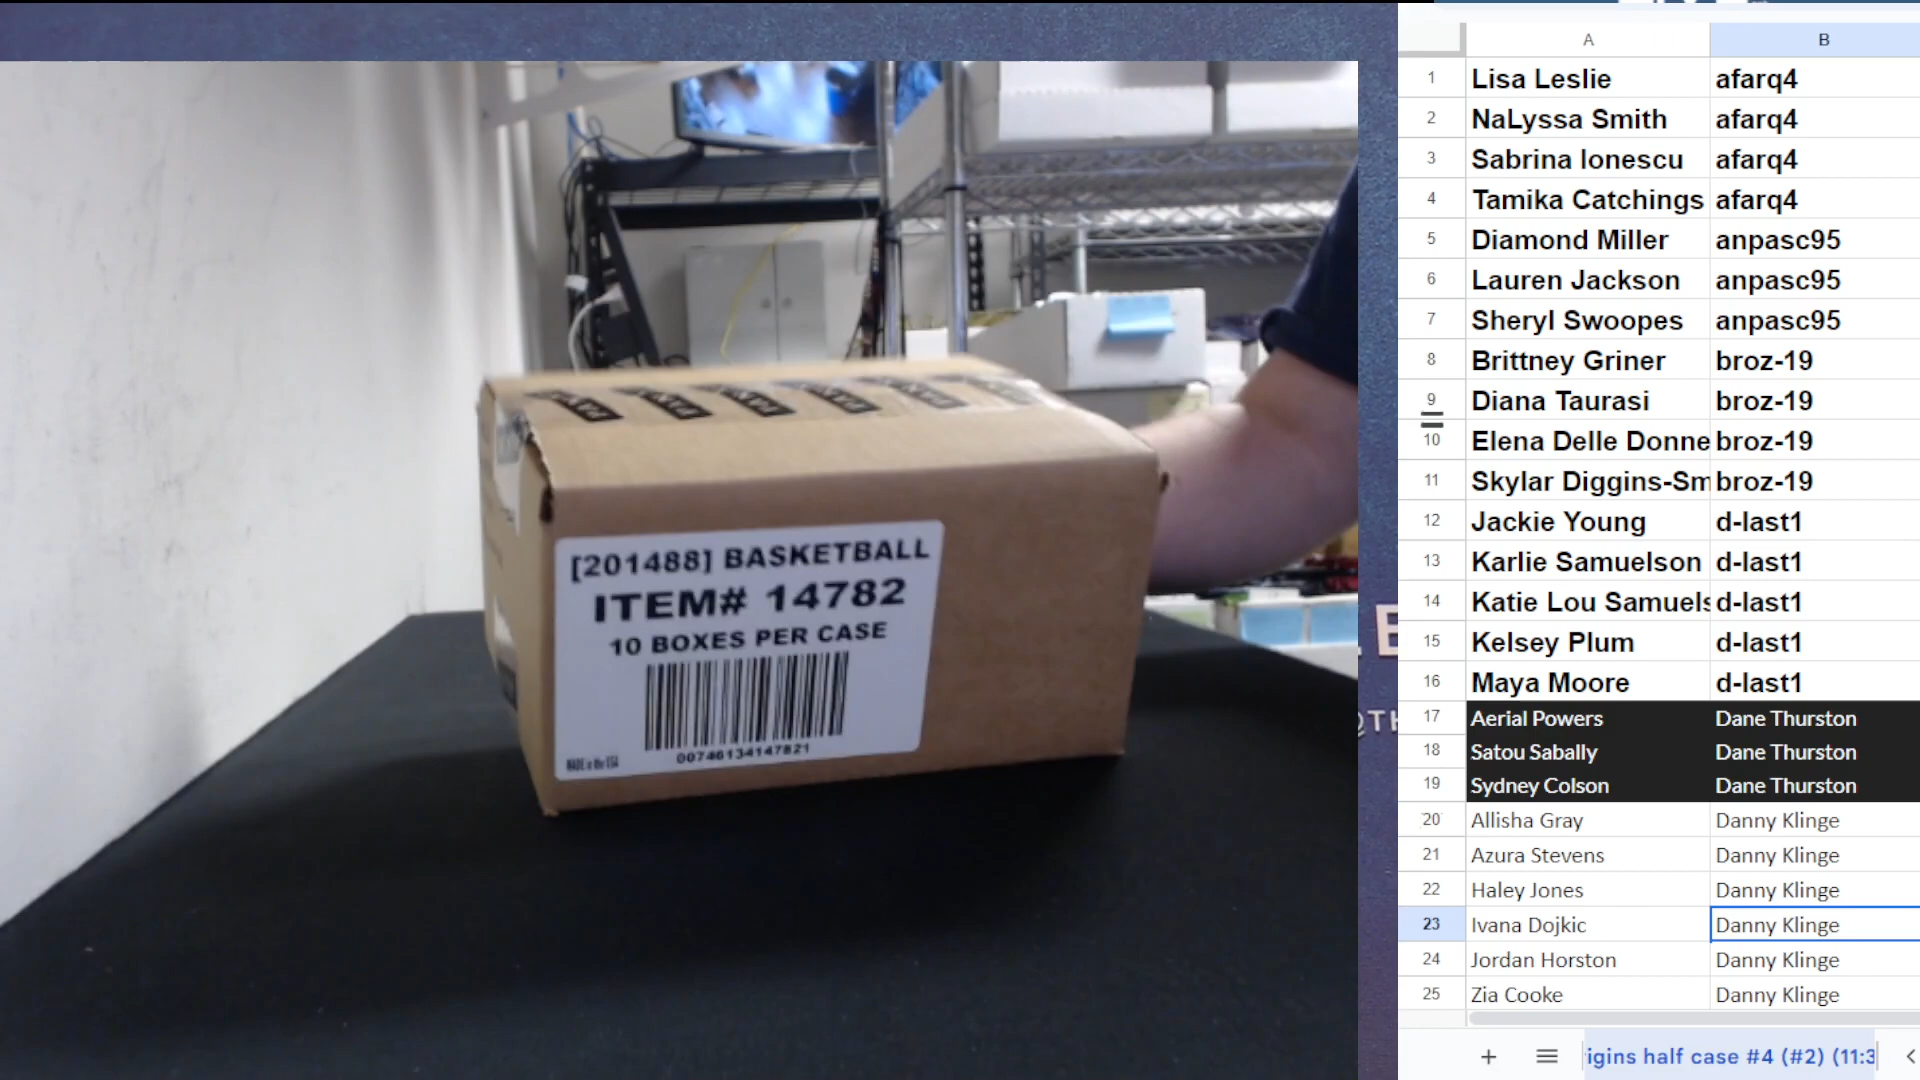 [201488] BASKETBALL
ITEM# 14782
10 BOXES PER CASE
00746134147821
MADE in the USA
A B
1 Lisa Leslie afarq4
2 NaLyssa Smith afarq4
3 Sabrina Ionescu afarq4
4 Tamika Catchings afarq4
5 Diamond Miller anpasc95
6 Lauren Jackson anpasc95
7 Sheryl Swoopes anpasc95
8 Brittney Griner broz-19
9 Diana Taurasi broz-19
10 Elena Delle Donne broz-19
11 Skylar Diggins-Sm broz-19
12 Jackie Young d-last1
13 Karlie Samuelson d-last1
14 Katie Lou Samuels d-last1
15 Kelsey Plum d-last1
16 Maya Moore d-last1
17 Aerial Powers Dane Thurston
18 Satou Sabally Dane Thurston
19 Sydney Colson Dane Thurston
20 Allisha Gray Danny Klinge
21 Azura Stevens Danny Klinge
22 Haley Jones Danny Klinge
23 Ivana Dojkic Danny Klinge
24 Jordan Horston Danny Klinge
25 Zia Cooke Danny Klinge
igins half case #4 (#2) (11:3